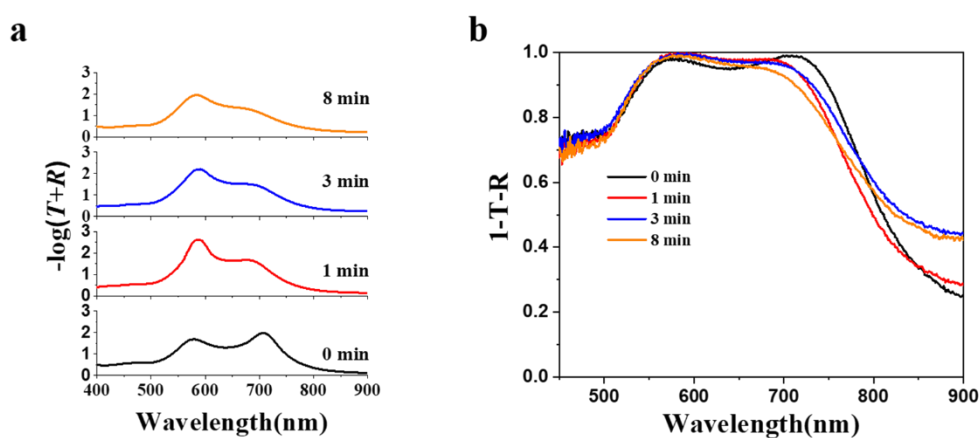 a
-log(T+R)
3
2
1
0
8 min
3
2
1
0
3 min
3
2
1
0
1 min
3
2
1
0
0 min
400 500 600 700 800 900
Wavelength(nm)
b
1-T-R
1.0
0.8
0.6
0.4
0.2
0.0
0 min
1 min
3 min
8 min
500 600 700 800 900
Wavelength(nm)